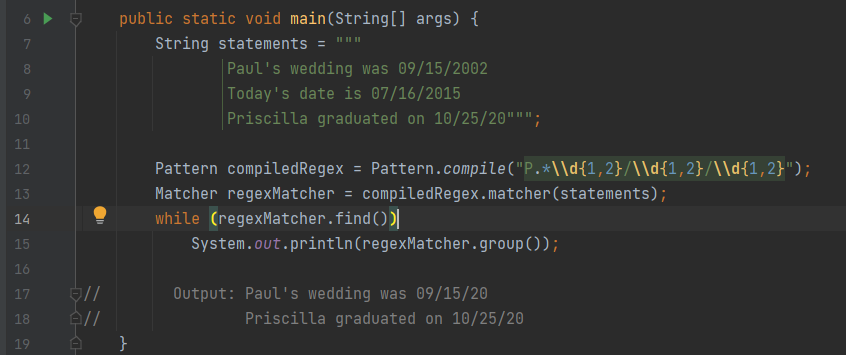 6 public static void main(String[] args) {
7 String statements = """
8 Paul's wedding was 09/15/2002
9 Today's date is 07/16/2015
10 Priscilla graduated on 10/25/20""";
11
12 Pattern compiledRegex = Pattern.compile("P.*\\d{1,2}/\\d{1,2}/\\d{1,2}");
13 Matcher regexMatcher = compiledRegex.matcher(statements);
14 while (regexMatcher.find())
15 System.out.println(regexMatcher.group());
16
17 // Output: Paul's wedding was 09/15/20
18 // Priscilla graduated on 10/25/20
19 }